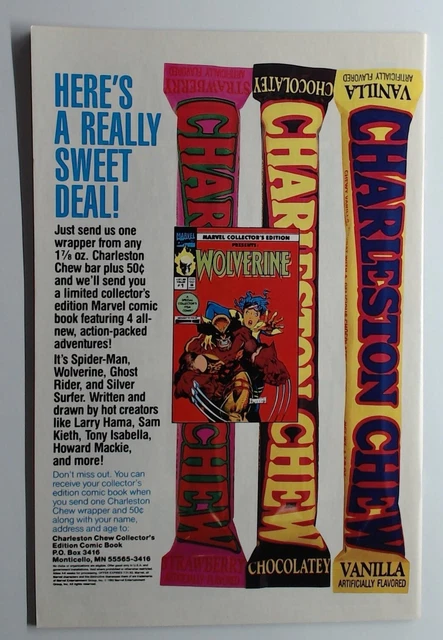 HERE'S
A REALLY
SWEET
DEAL!
Just send us one
wrapper from any
1⅞ oz. Charleston
Chew bar plus 50¢
and we'll send you
a limited collector's
edition Marvel comic
book featuring 4 all-
new, action-packed
adventures!
It's Spider-Man,
Wolverine, Ghost
Rider, and Silver
Surfer. Written and
drawn by hot creators
like Larry Hama, Sam
Kieth, Tony Isabella,
Howard Mackie,
and more!
Don't miss out. You can
receive your collector's
edition comic book when
you send one Charleston
Chew wrapper and 50¢
along with your name,
address and age to:
Charleston Chew Collector's
Edition Comic Book
P.O. Box 3416
Monticello, MN 55565-3416
STRAWBERRY
ARTIFICIALLY FLAVORED
CHAR
CHEW
STRAWBERRY
CHOCOLATEY
CHARLESTON CHEW
CHOCOLATEY
VANILLA
ARTIFICIALLY FLAVORED
CHARLESTON CHEW
VANILLA
ARTIFICIALLY FLAVORED
MARVEL COLLECTOR'S EDITION
PRESENTS:
WOLVERINE